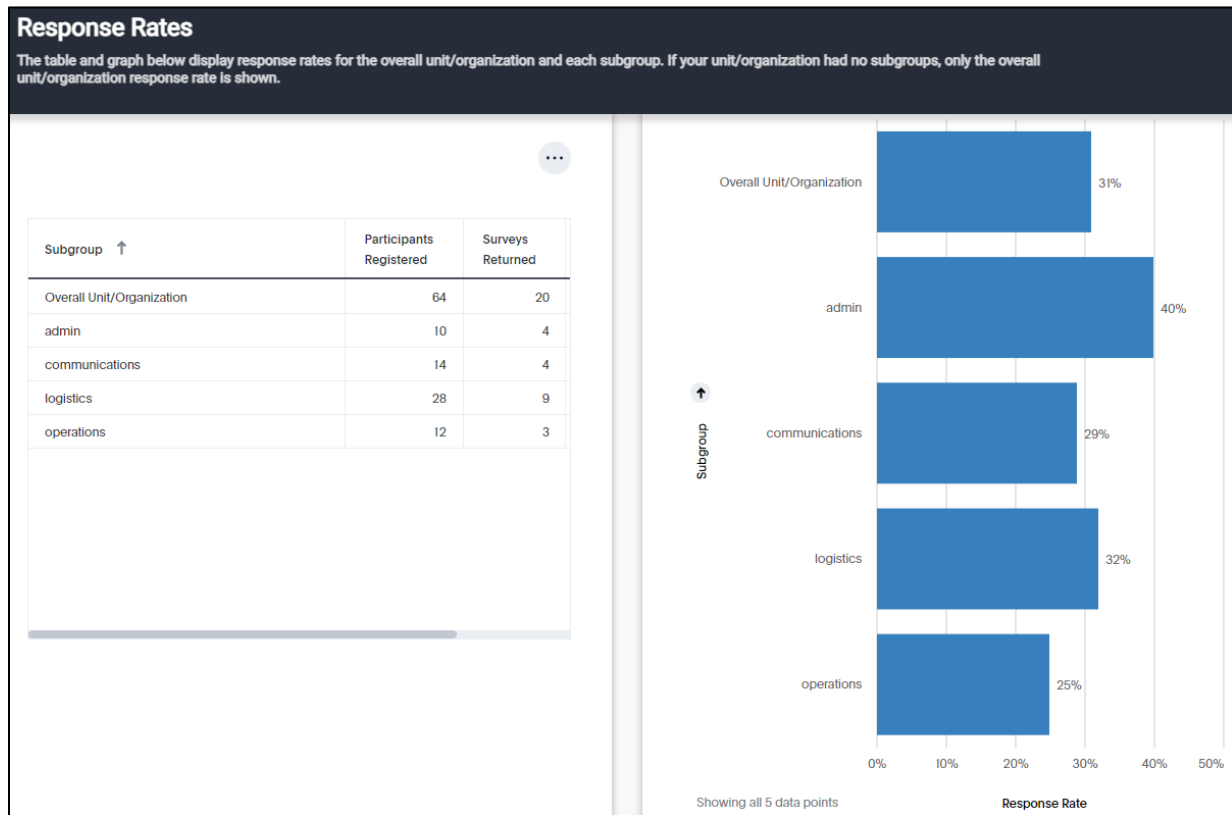 Response Rates
The table and graph below display response rates for the overall unit/organization and each subgroup. If your unit/organization had no subgroups, only the overall
unit/organization response rate is shown.
Subgroup ↑ Participants Registered Surveys Returned
Overall Unit/Organization 64 20
admin 10 4
communications 14 4
logistics 28 9
operations 12 3
Subgroup
Overall Unit/Organization 31%
admin 40%
communications 29%
logistics 32%
operations 25%
0% 10% 20% 30% 40% 50%
Showing all 5 data points
Response Rate